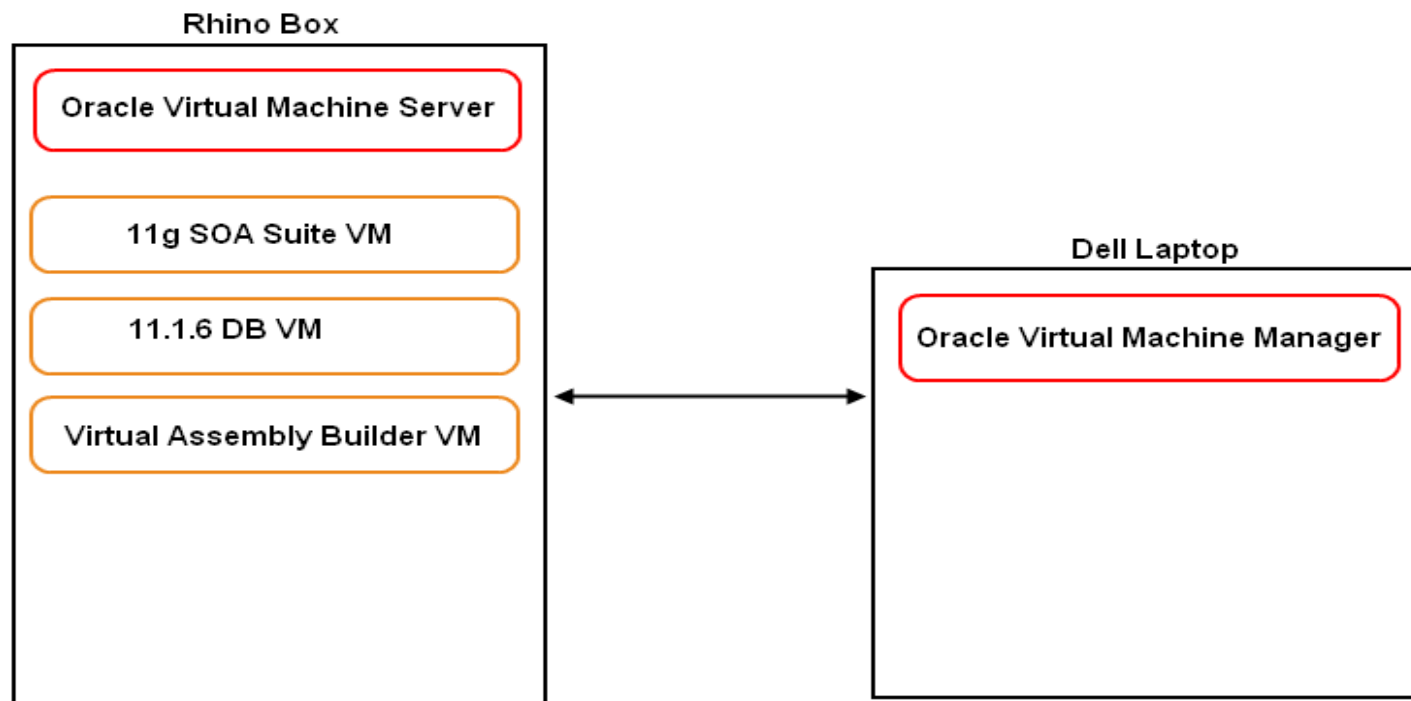 Rhino Box
Oracle Virtual Machine Server
11g SOA Suite VM
11.1.6 DB VM
Virtual Assembly Builder VM
Dell Laptop
Oracle Virtual Machine Manager